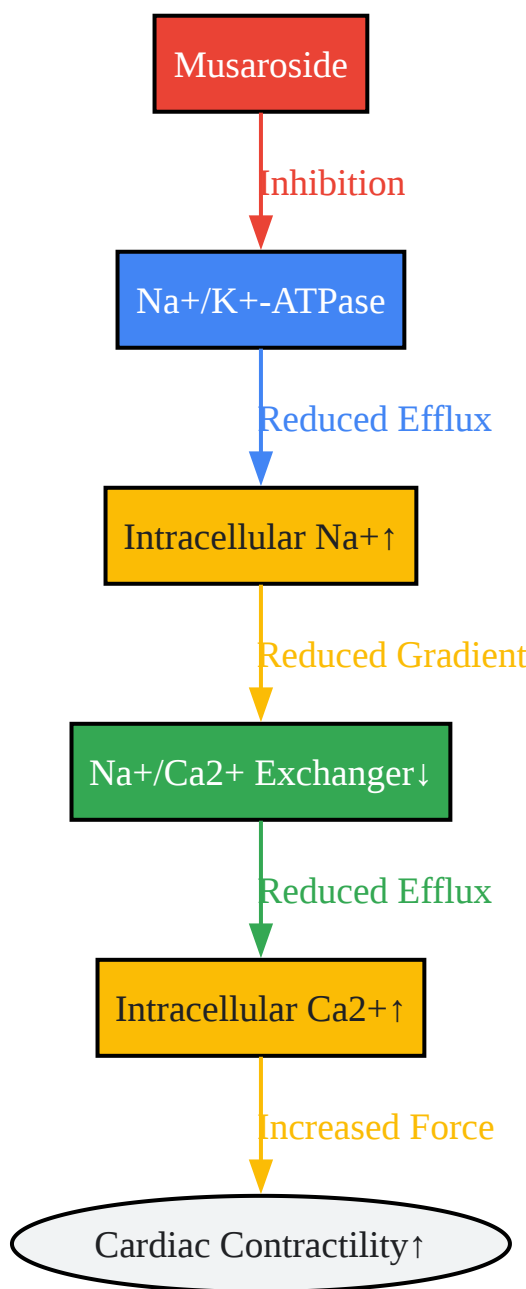 Musaroside
Inhibition
Na+/K+-ATPase
Reduced Efflux
Intracellular Na+↑
Reduced Gradient
Na+/Ca2+ Exchanger↓
Reduced Efflux
Intracellular Ca2+↑
Increased Force
Cardiac Contractility↑